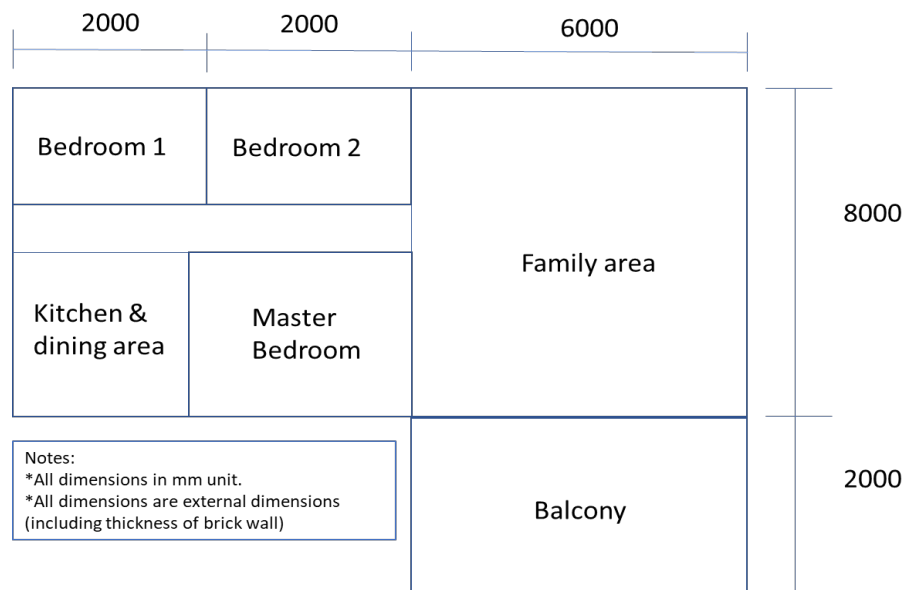 2000
2000
6000
Bedroom 1
Bedroom 2
8000
Family area
Kitchen &
dining area
Master
Bedroom
Notes:
*All dimensions in mm unit.
*All dimensions are external dimensions
(including thickness of brick wall)
2000
Balcony